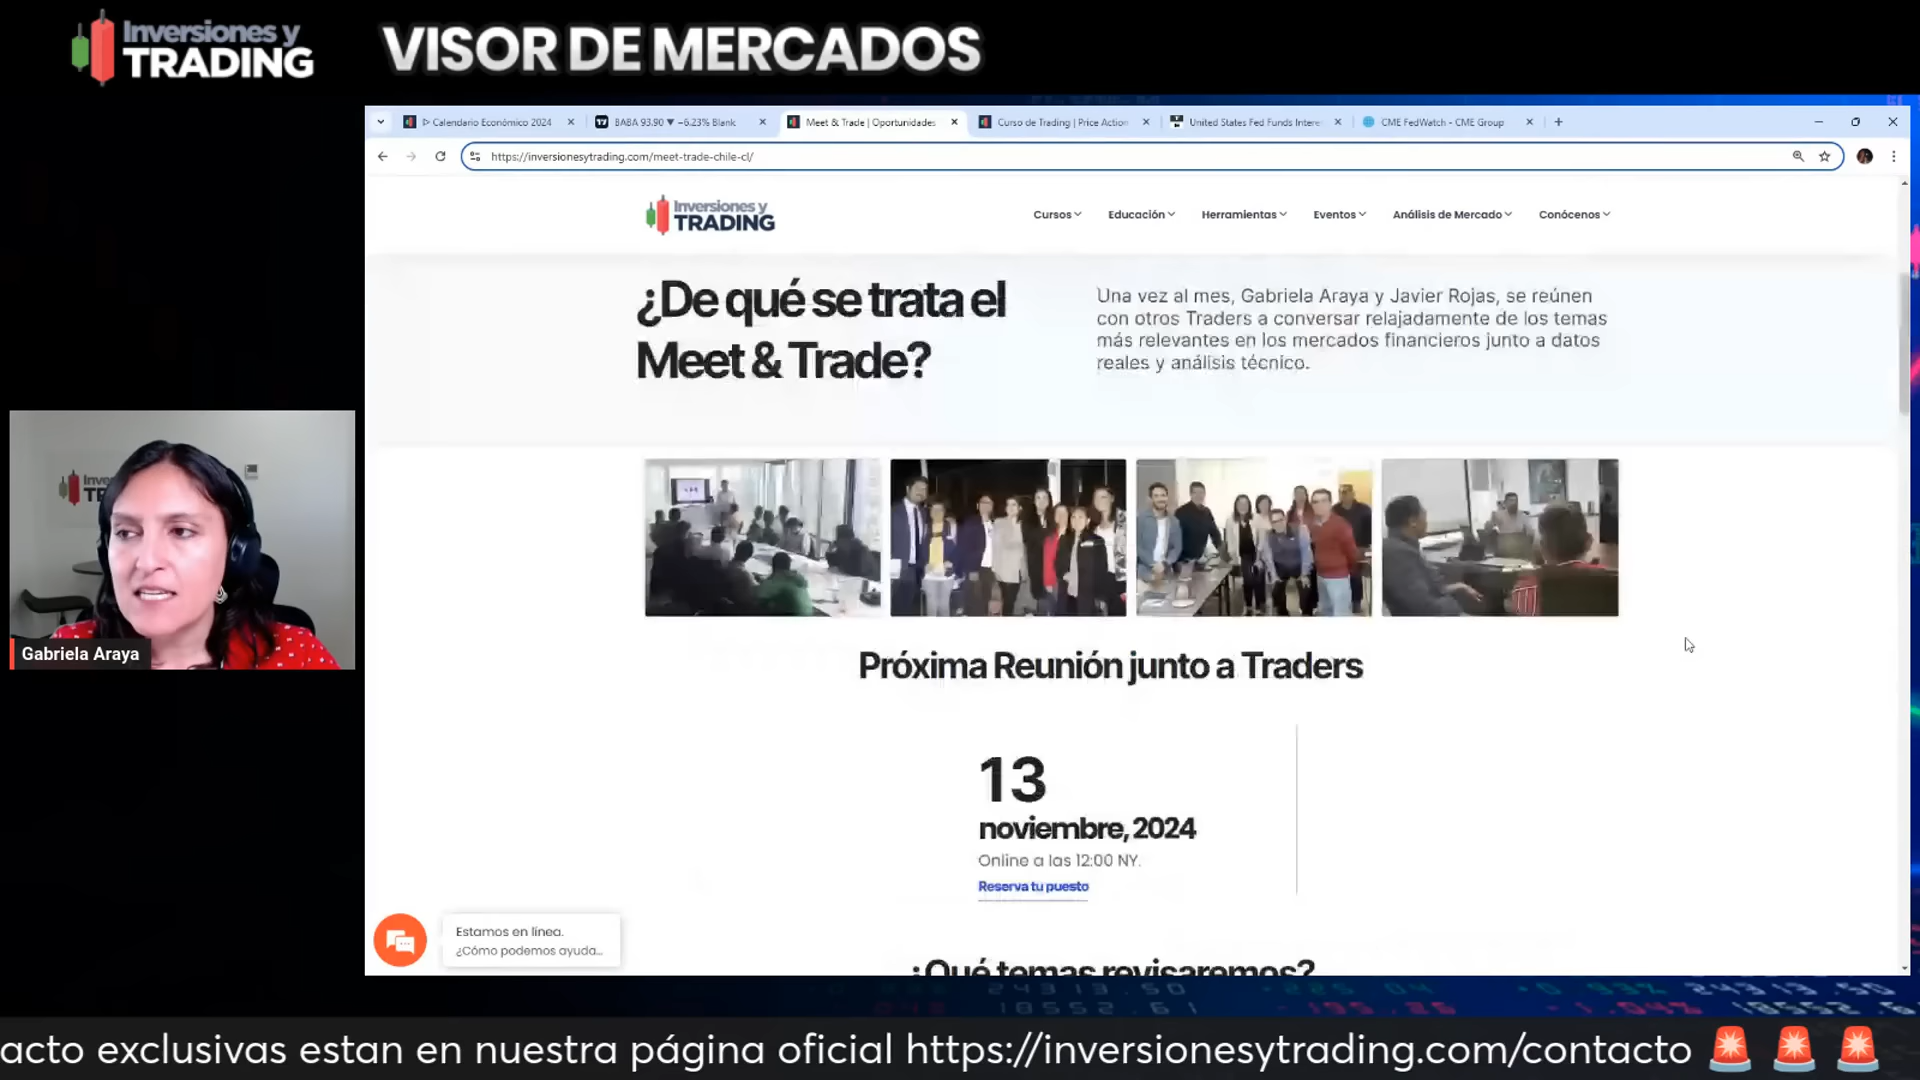 Inversiones y
TRADING
VISOR DE MERCADOS
Calendario Económico 2024
BABA 93.90 ▼ −6.23% Blank
Meet & Trade | Oportunidades
Curso de Trading | Price Action
United States Fed Funds Intere
CME FedWatch - CME Group
https://inversionesytrading.com/meet-trade-chile-cl/
Inversiones y
TRADING
Cursos
Educación
Herramientas
Eventos
Análisis de Mercado
Conócenos
¿De qué se trata el
Meet & Trade?
Una vez al mes, Gabriela Araya y Javier Rojas, se reúnen
con otros Traders a conversar relajadamente de los temas
más relevantes en los mercados financieros junto a datos
reales y análisis técnico.
Gabriela Araya
Próxima Reunión junto a Traders
13
noviembre, 2024
Online a las 12:00 NY.
Reserva tu puesto
Estamos en línea.
¿Cómo podemos ayuda...
¿Qué temas revisaremos?
acto exclusivas estan en nuestra página oficial https://inversionesytrading.com/contacto